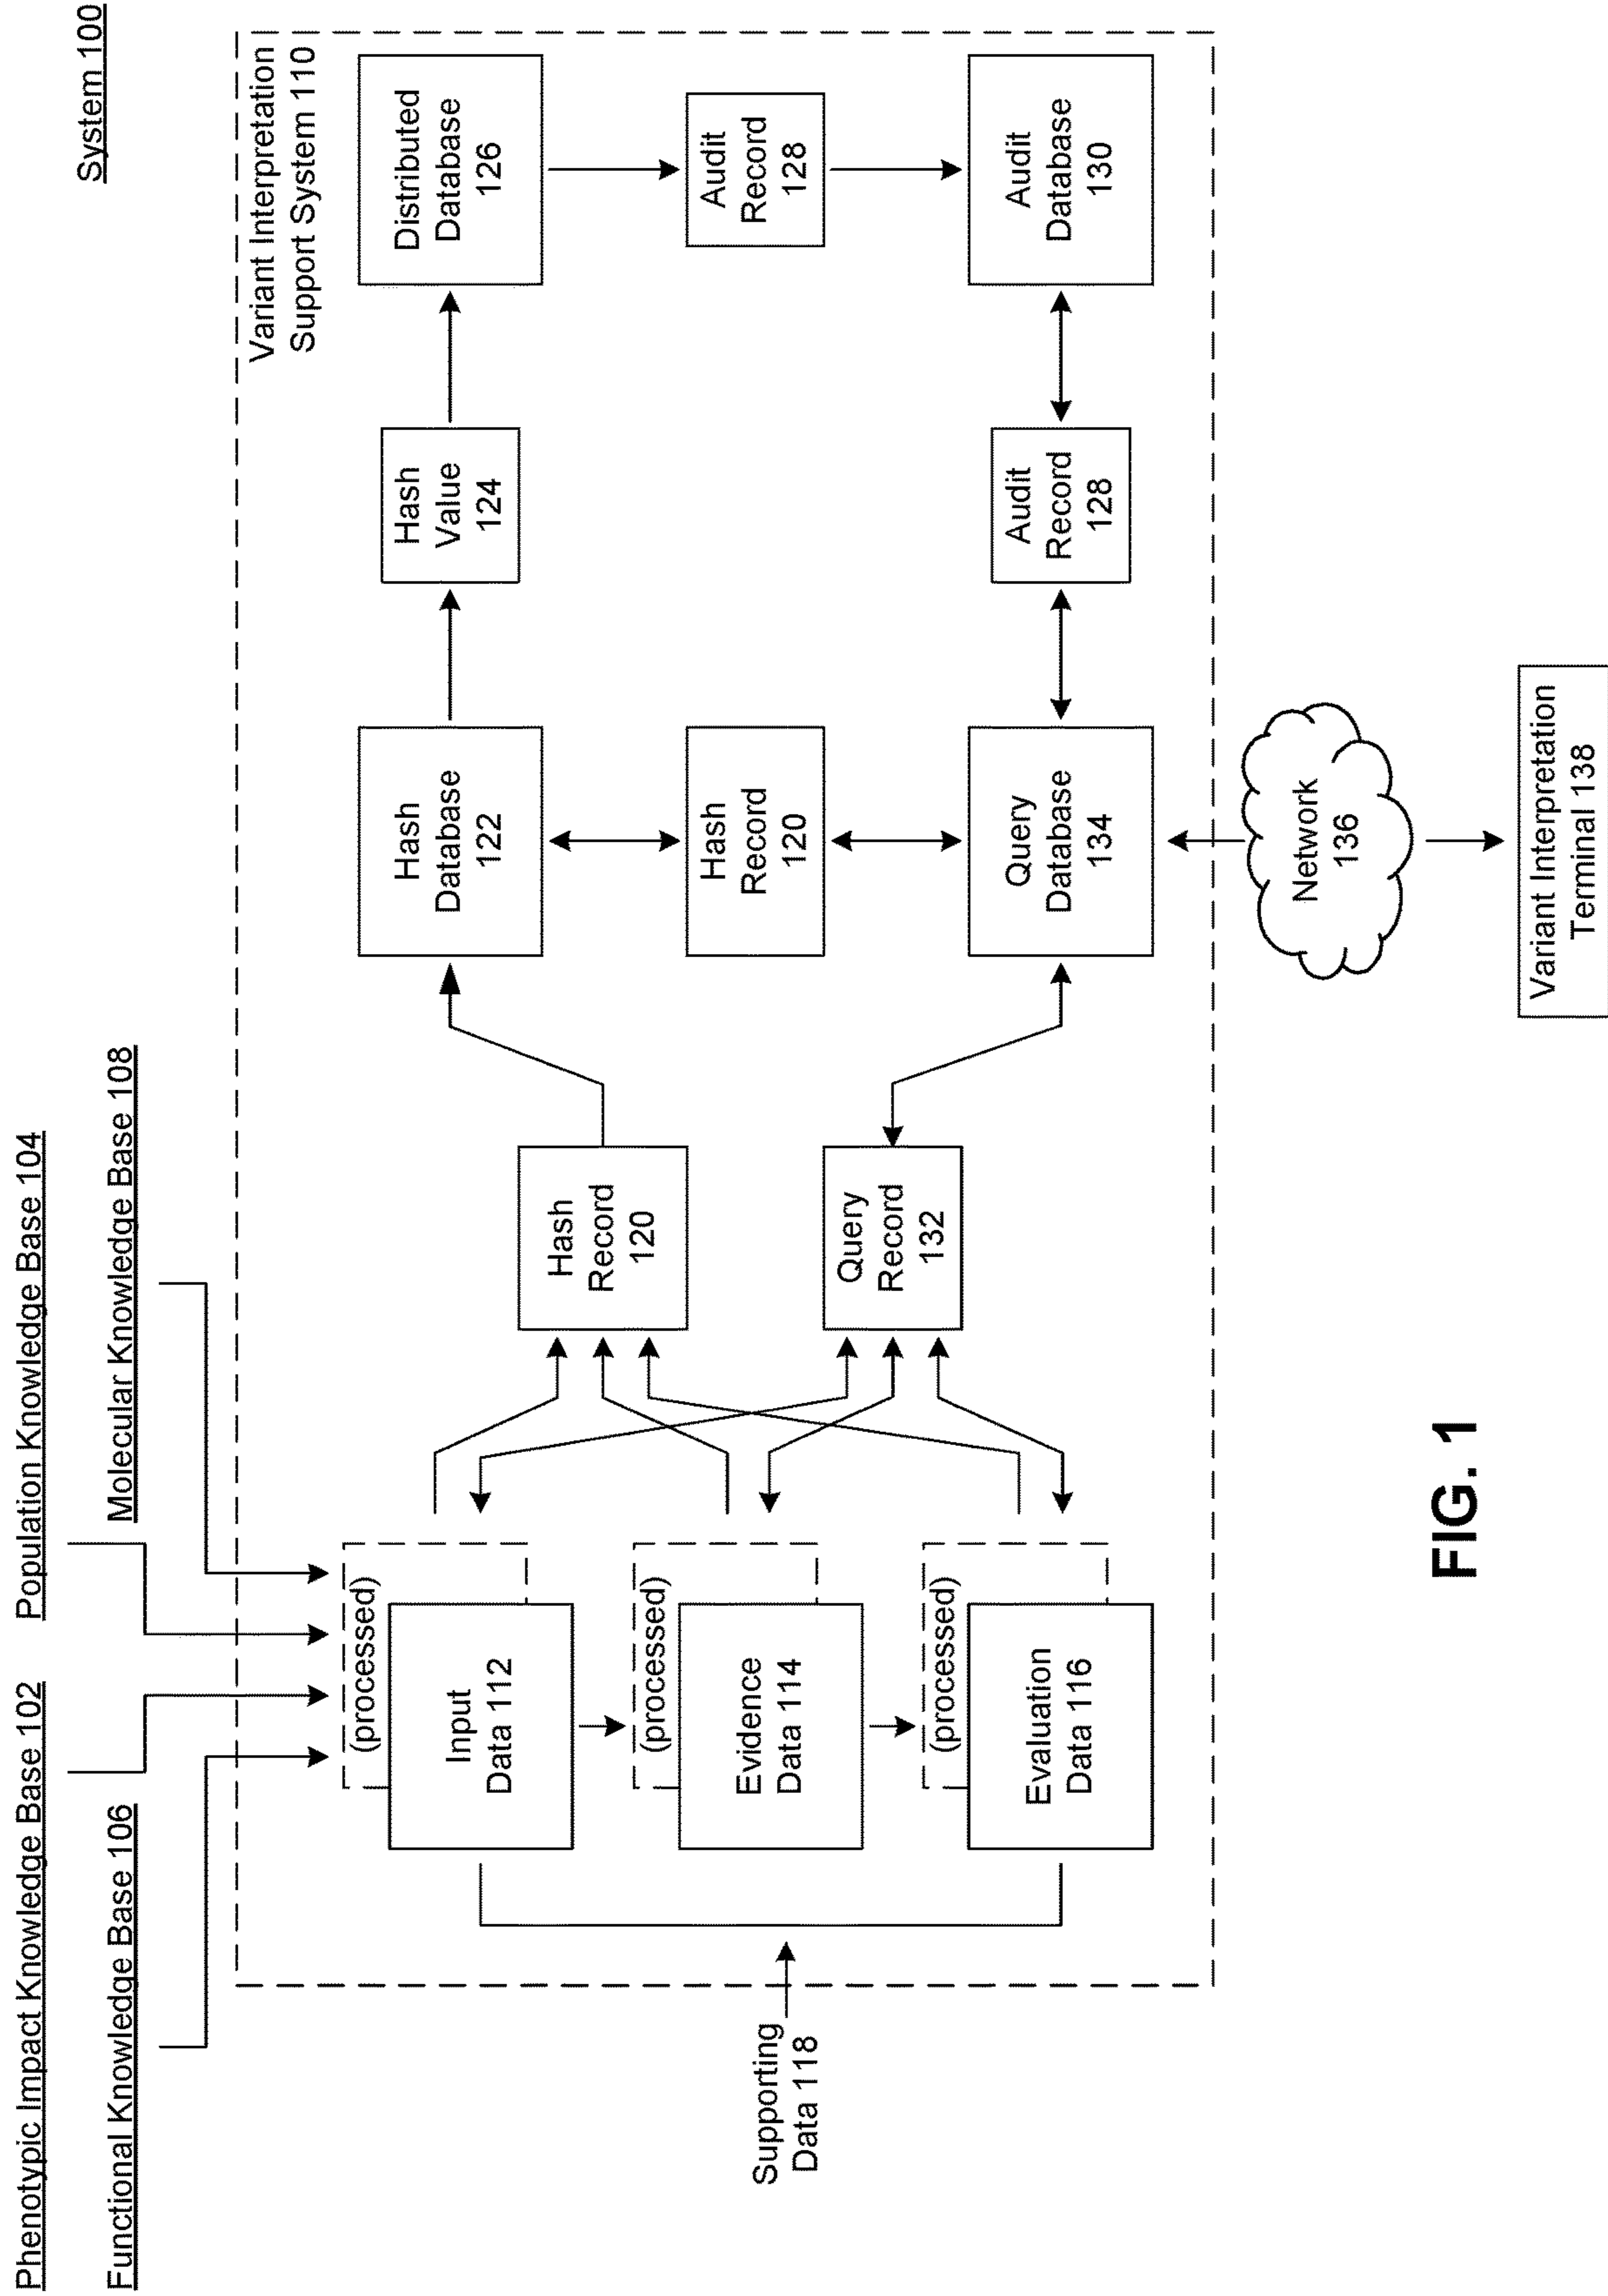 System 100
Phenotypic Impact Knowledge Base 102
Population Knowledge Base 104
Functional Knowledge Base 106
Molecular Knowledge Base 108
Variant Interpretation
Support System 110
(processed)
Input
Data 112
(processed)
Evidence
Data 114
(processed)
Evaluation
Data 116
Supporting
Data 118
Hash
Record
120
Query
Record
132
Hash
Database
122
Hash
Record
120
Query
Database
134
Hash
Value
124
Audit
Record
128
Distributed
Database
126
Audit
Record
128
Audit
Database
130
Network
136
Variant Interpretation
Terminal 138
FIG. 1